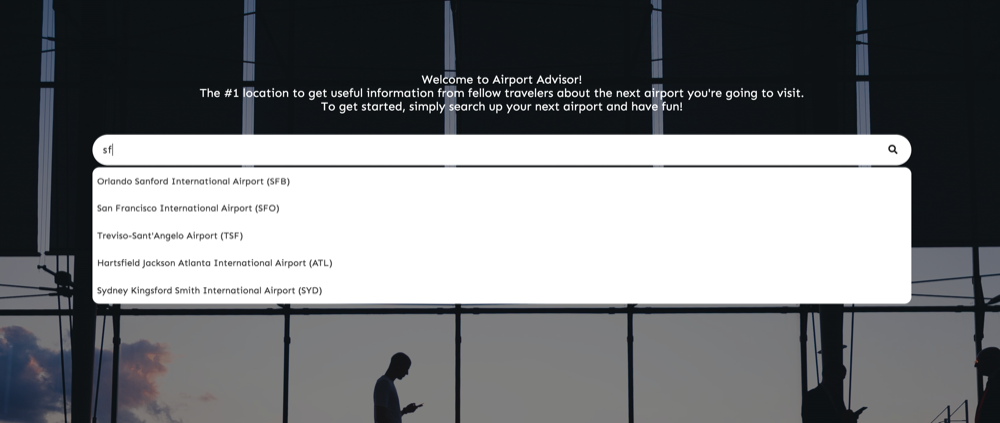 Welcome to Airport Advisor!
The #1 location to get useful information from fellow travelers about the next airport you're going to visit.
To get started, simply search up your next airport and have fun!
sf
Orlando Sanford International Airport (SFB)
San Francisco International Airport (SFO)
Treviso-Sant'Angelo Airport (TSF)
Hartsfield Jackson Atlanta International Airport (ATL)
Sydney Kingsford Smith International Airport (SYD)